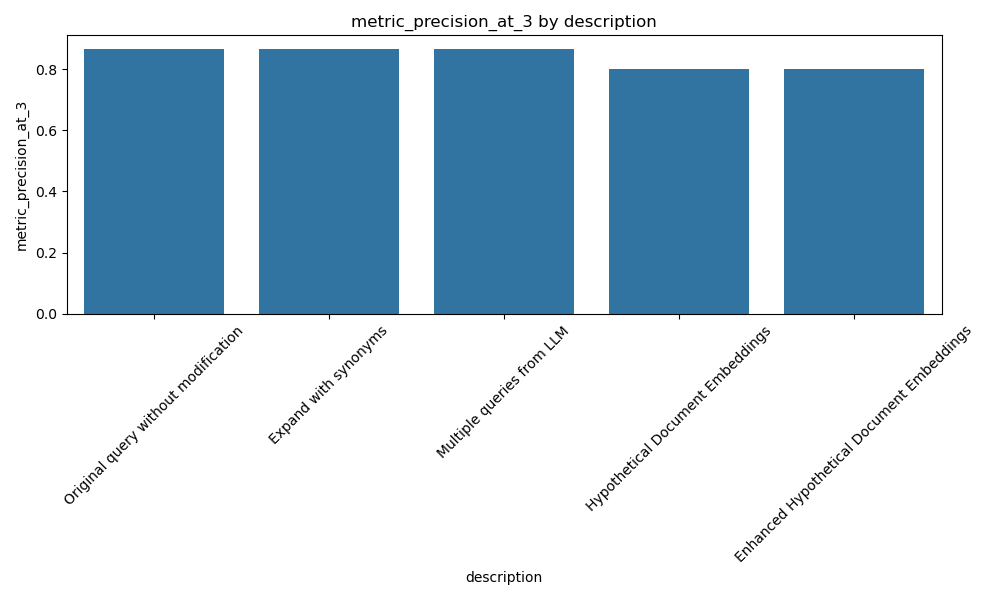 metric_precision_at_3 by description
metric_precision_at_3
0.8
0.6
0.4
0.2
0.0
Original query without modification
Expand with synonyms
Multiple queries from LLM
Hypothetical Document Embeddings
Enhanced Hypothetical Document Embeddings
description